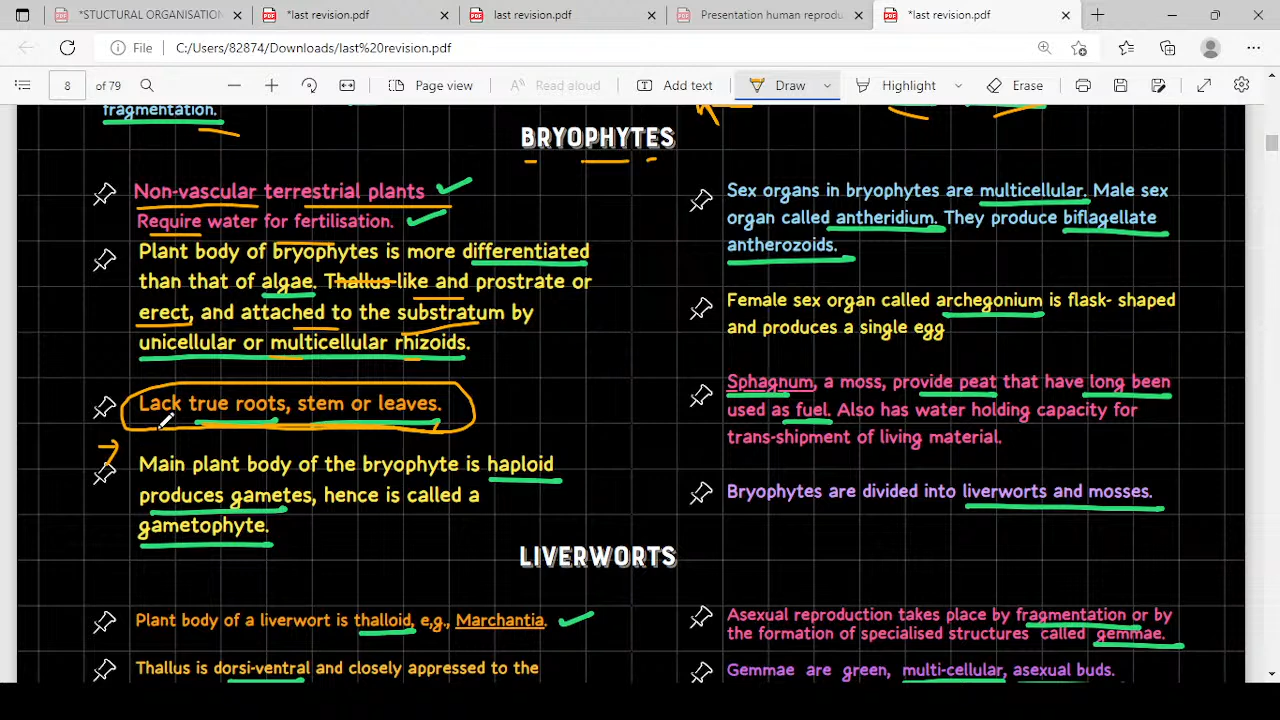 *STUCTURAL ORGANISATION
*last revision.pdf
last revision.pdf
Presentation human reprodu
*last revision.pdf
File
C:/Users/82874/Downloads/last%20revision.pdf
8
of 79
Page view
Read aloud
Add text
Draw
Highlight
Erase
fragmentation.
BRYOPHYTES
Non-vascular terrestrial plants
Require water for fertilisation.
Plant body of bryophytes is more differentiated
than that of algae. Thallus-like and prostrate or
erect, and attached to the substratum by
unicellular or multicellular rhizoids.
Lack true roots, stem or leaves.
Main plant body of the bryophyte is haploid
produces gametes, hence is called a
gametophyte.
Sex organs in bryophytes are multicellular. Male sex
organ called antheridium. They produce biflagellate
antherozoids.
Female sex organ called archegonium is flask- shaped
and produces a single egg
Sphagnum, a moss, provide peat that have long been
used as fuel. Also has water holding capacity for
trans-shipment of living material.
Bryophytes are divided into liverworts and mosses.
LIVERWORTS
Plant body of a liverwort is thalloid, e,g., Marchantia.
Thallus is dorsi-ventral and closely appressed to the
Asexual reproduction takes place by fragmentation or by
the formation of specialised structures called gemmae.
Gemmae are green, multi-cellular, asexual buds.